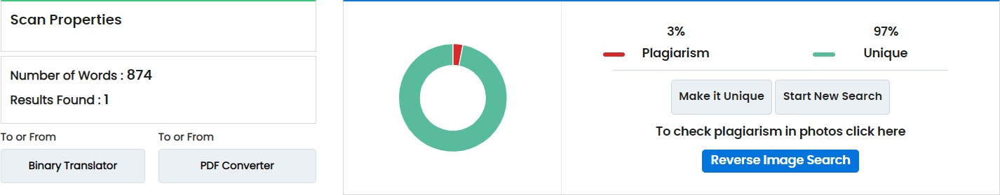 Scan Properties
Number of Words : 874
Results Found : 1
To or From
To or From
Binary Translator
PDF Converter
3%
97%
Plagiarism
Unique
Make it Unique
Start New Search
To check plagiarism in photos click here
Reverse Image Search